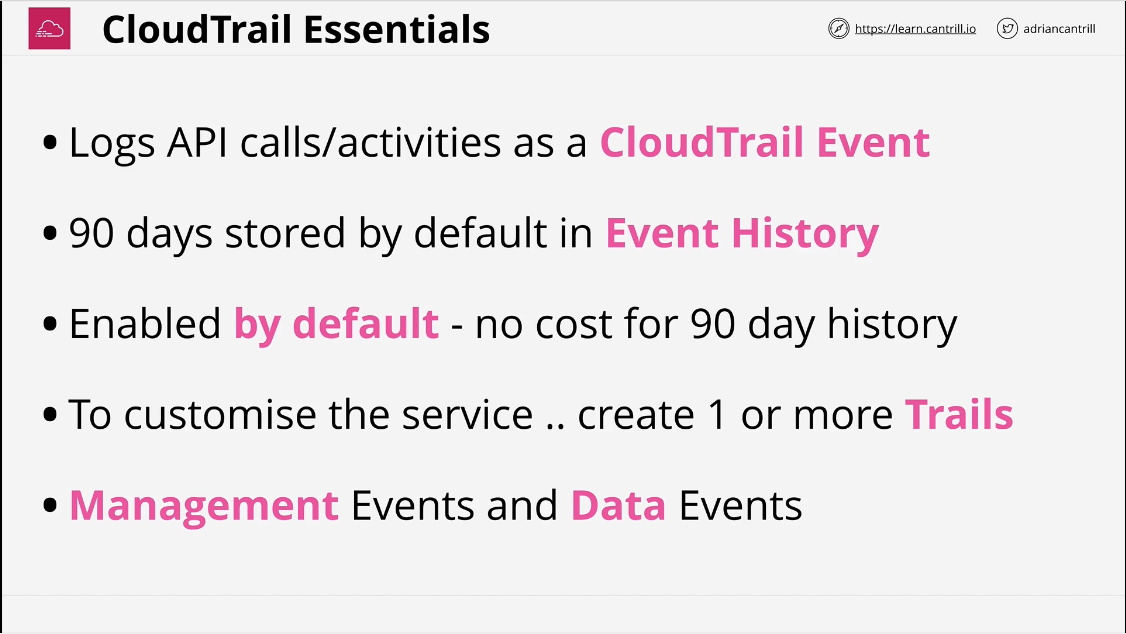 CloudTrail Essentials
https://learn.cantrill.io
adriancantrill
• Logs API calls/activities as a CloudTrail Event
• 90 days stored by default in Event History
• Enabled by default - no cost for 90 day history
• To customise the service .. create 1 or more Trails
• Management Events and Data Events